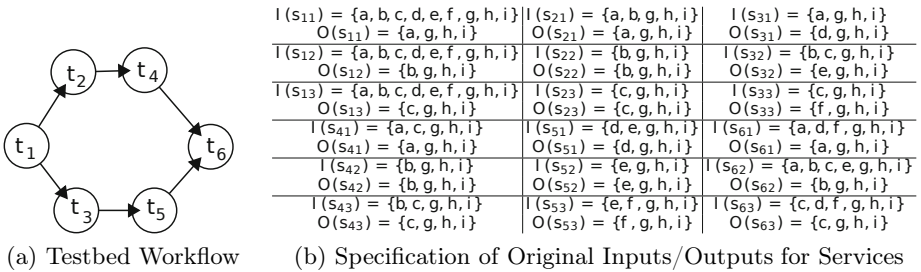 t1
t2
t4
t6
t3
t5
(a) Testbed Workflow
I(s11) = {a, b, c, d, e, f, g, h, i} I(s21) = {a, b, g, h, i} I(s31) = {a, g, h, i}
O(s11) = {a, g, h, i} O(s21) = {a, g, h, i} O(s31) = {d, g, h, i}
I(s12) = {a, b, c, d, e, f, g, h, i} I(s22) = {b, g, h, i} I(s32) = {b, c, g, h, i}
O(s12) = {b, g, h, i} O(s22) = {b, g, h, i} O(s32) = {e, g, h, i}
I(s13) = {a, b, c, d, e, f, g, h, i} I(s23) = {c, g, h, i} I(s33) = {c, g, h, i}
O(s13) = {c, g, h, i} O(s23) = {c, g, h, i} O(s33) = {f, g, h, i}
I(s41) = {a, c, g, h, i} I(s51) = {d, e, g, h, i} I(s61) = {a, d, f, g, h, i}
O(s41) = {a, g, h, i} O(s51) = {d, g, h, i} O(s61) = {a, g, h, i}
I(s42) = {b, g, h, i} I(s52) = {e, g, h, i} I(s62) = {a, b, c, e, g, h, i}
O(s42) = {b, g, h, i} O(s52) = {e, g, h, i} O(s62) = {b, g, h, i}
I(s43) = {b, c, g, h, i} I(s53) = {e, f, g, h, i} I(s63) = {c, d, f, g, h, i}
O(s43) = {c, g, h, i} O(s53) = {f, g, h, i} O(s63) = {c, g, h, i}
(b) Specification of Original Inputs/Outputs for Services